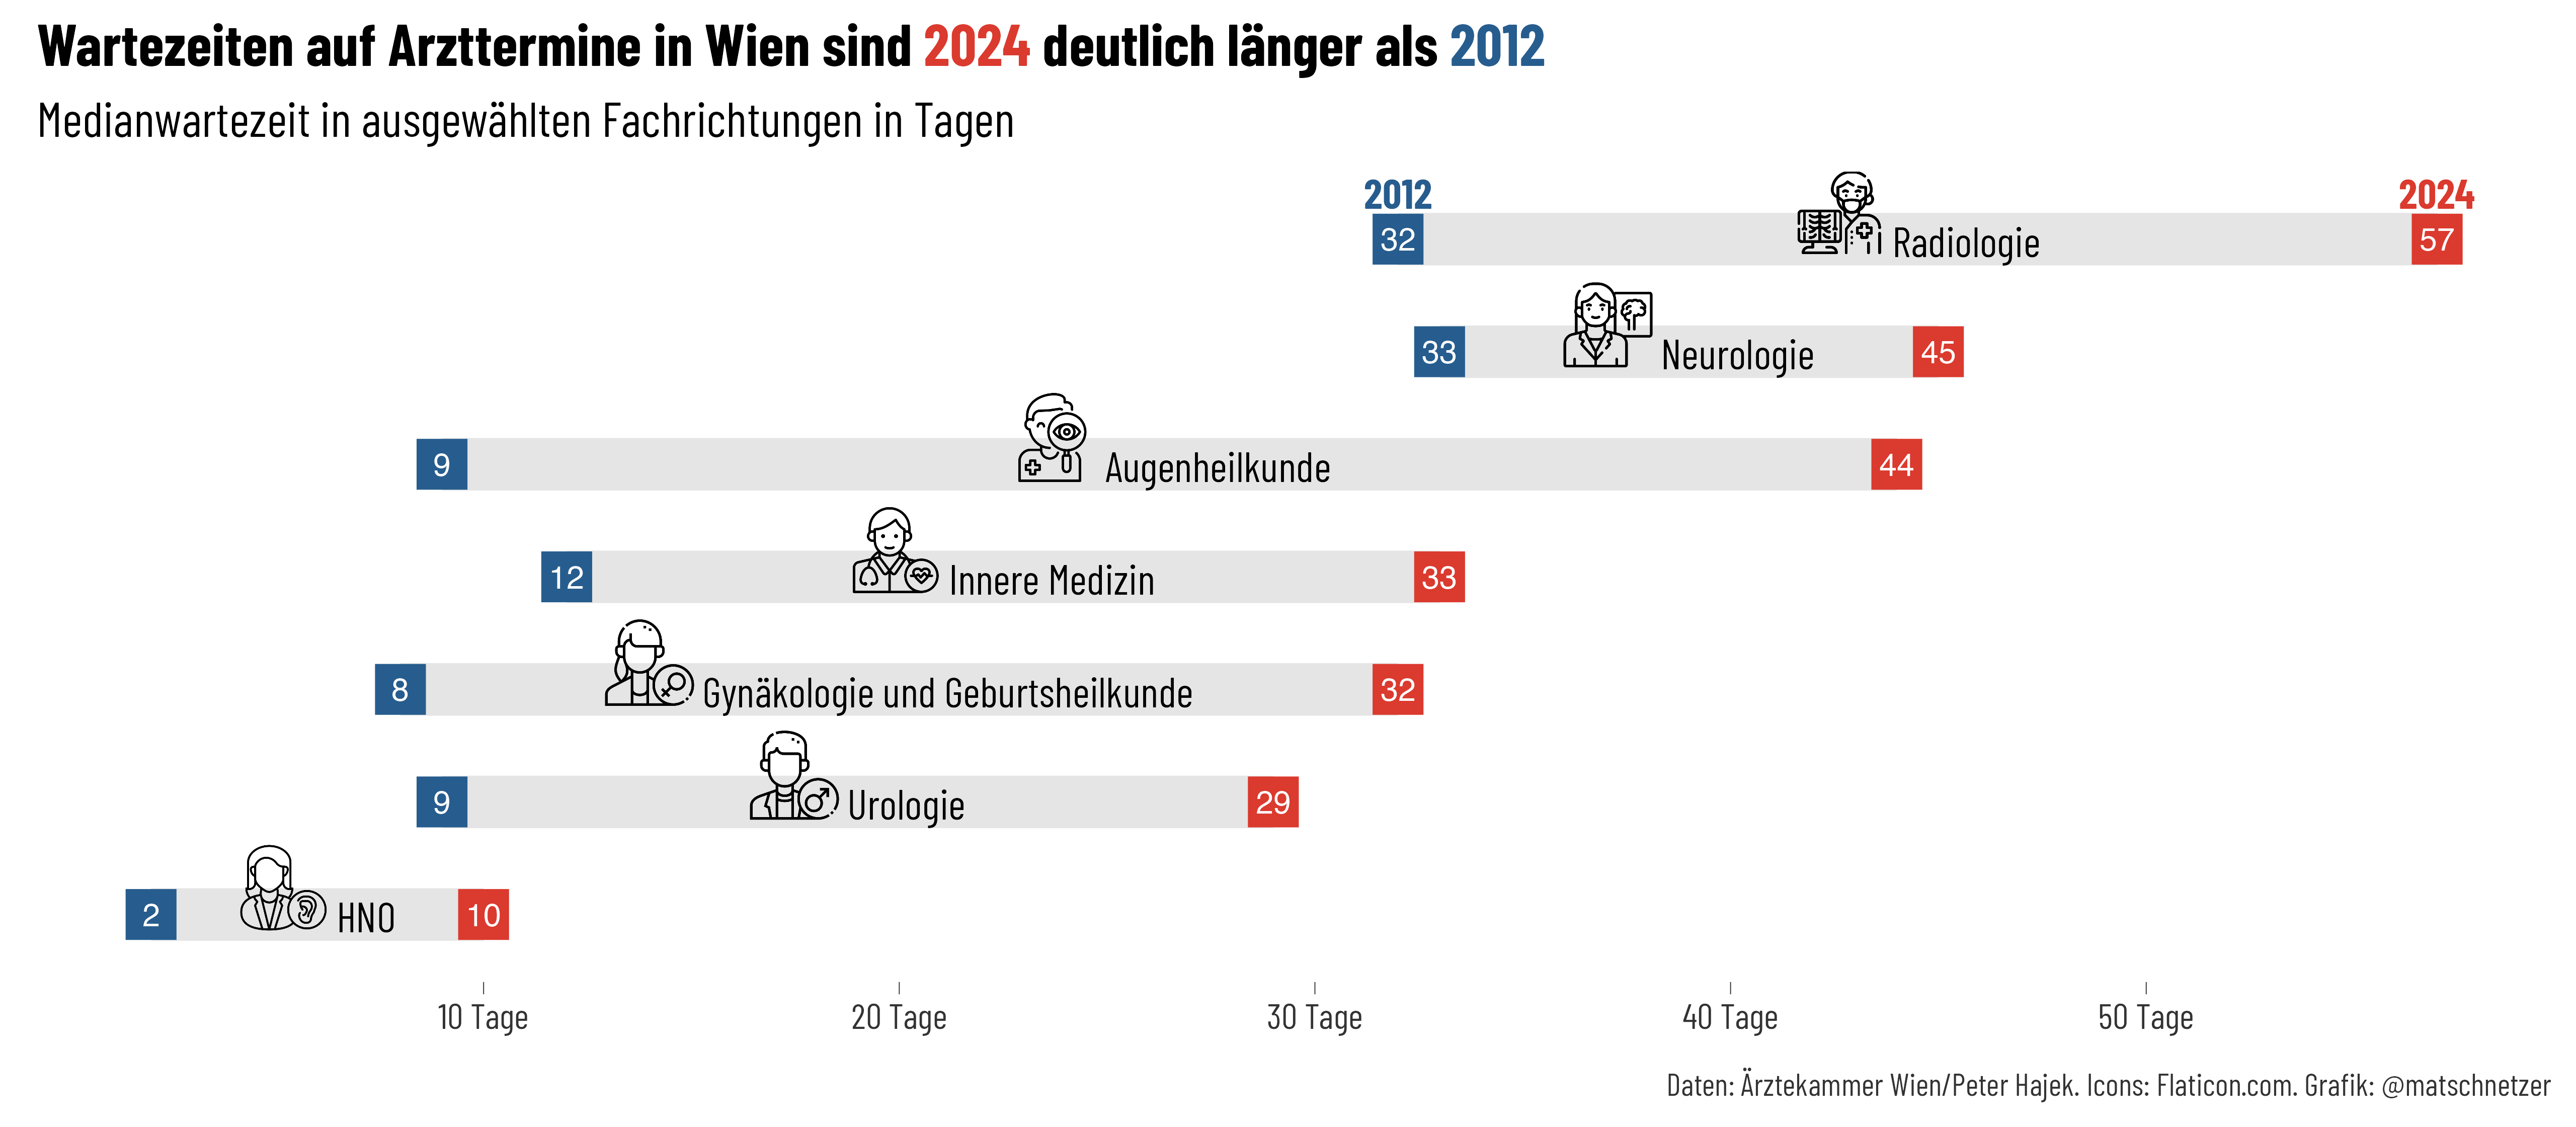 Wartezeiten auf Arzttermine in Wien sind 2024 deutlich länger als 2012
Medianwartezeit in ausgewählten Fachrichtungen in Tagen
2012 2024
32 Radiologie 57
33 Neurologie 45
9 Augenheilkunde 44
12 Innere Medizin 33
8 Gynäkologie und Geburtsheilkunde 32
9 Urologie 29
2 HNO 10
10 Tage 20 Tage 30 Tage 40 Tage 50 Tage
Daten: Ärztekammer Wien/Peter Hajek. Icons: Flaticon.com. Grafik: @matschnetzer